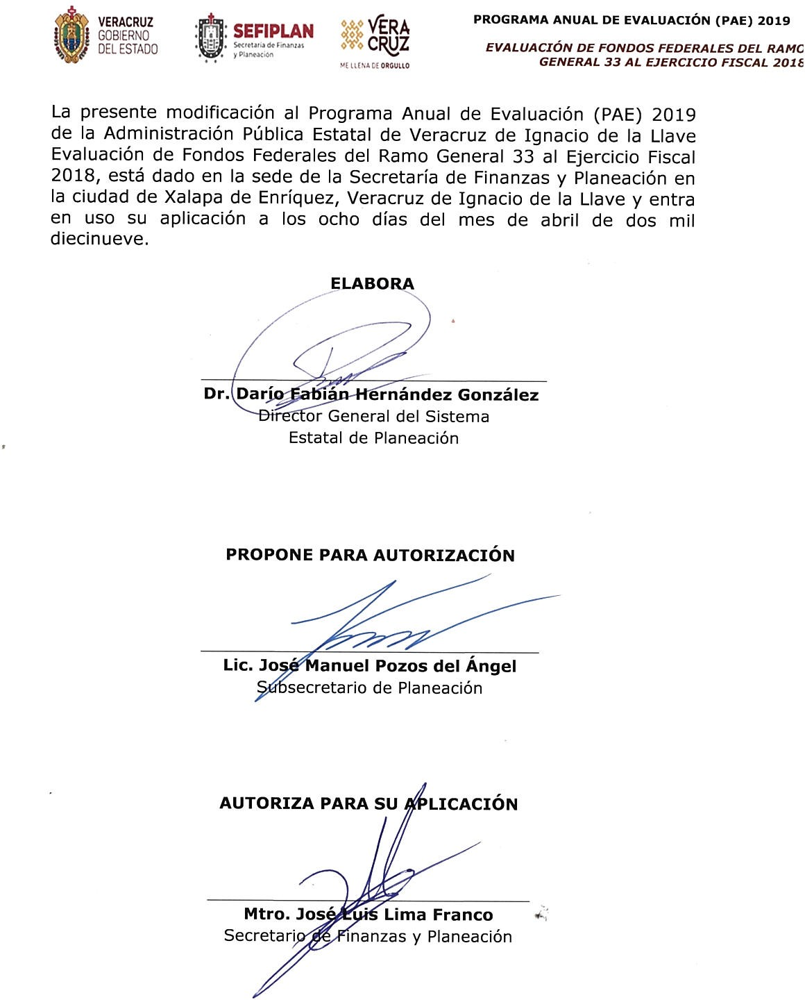 VERACRUZ
GOBIERNO
DEL ESTADO
SEFIPLAN
Secretaría de Finanzas
y Planeación
VERA
CRUZ
ME LLENA DE ORGULLO
PROGRAMA ANUAL DE EVALUACIÓN (PAE) 2019
EVALUACIÓN DE FONDOS FEDERALES DEL RAMO
GENERAL 33 AL EJERCICIO FISCAL 2018
La presente modificación al Programa Anual de Evaluación (PAE) 2019
de la Administración Pública Estatal de Veracruz de Ignacio de la Llave
Evaluación de Fondos Federales del Ramo General 33 al Ejercicio Fiscal
2018, está dado en la sede de la Secretaría de Finanzas y Planeación en
la ciudad de Xalapa de Enríquez, Veracruz de Ignacio de la Llave y entra
en uso su aplicación a los ocho días del mes de abril de dos mil
diecinueve.
ELABORA
Dr. Darío Fabián Hernández González
Director General del Sistema
Estatal de Planeación
PROPONE PARA AUTORIZACIÓN
Lic. José Manuel Pozos del Ángel
Subsecretario de Planeación
AUTORIZA PARA SU APLICACIÓN
Mtro. José Luis Lima Franco
Secretario de Finanzas y Planeación